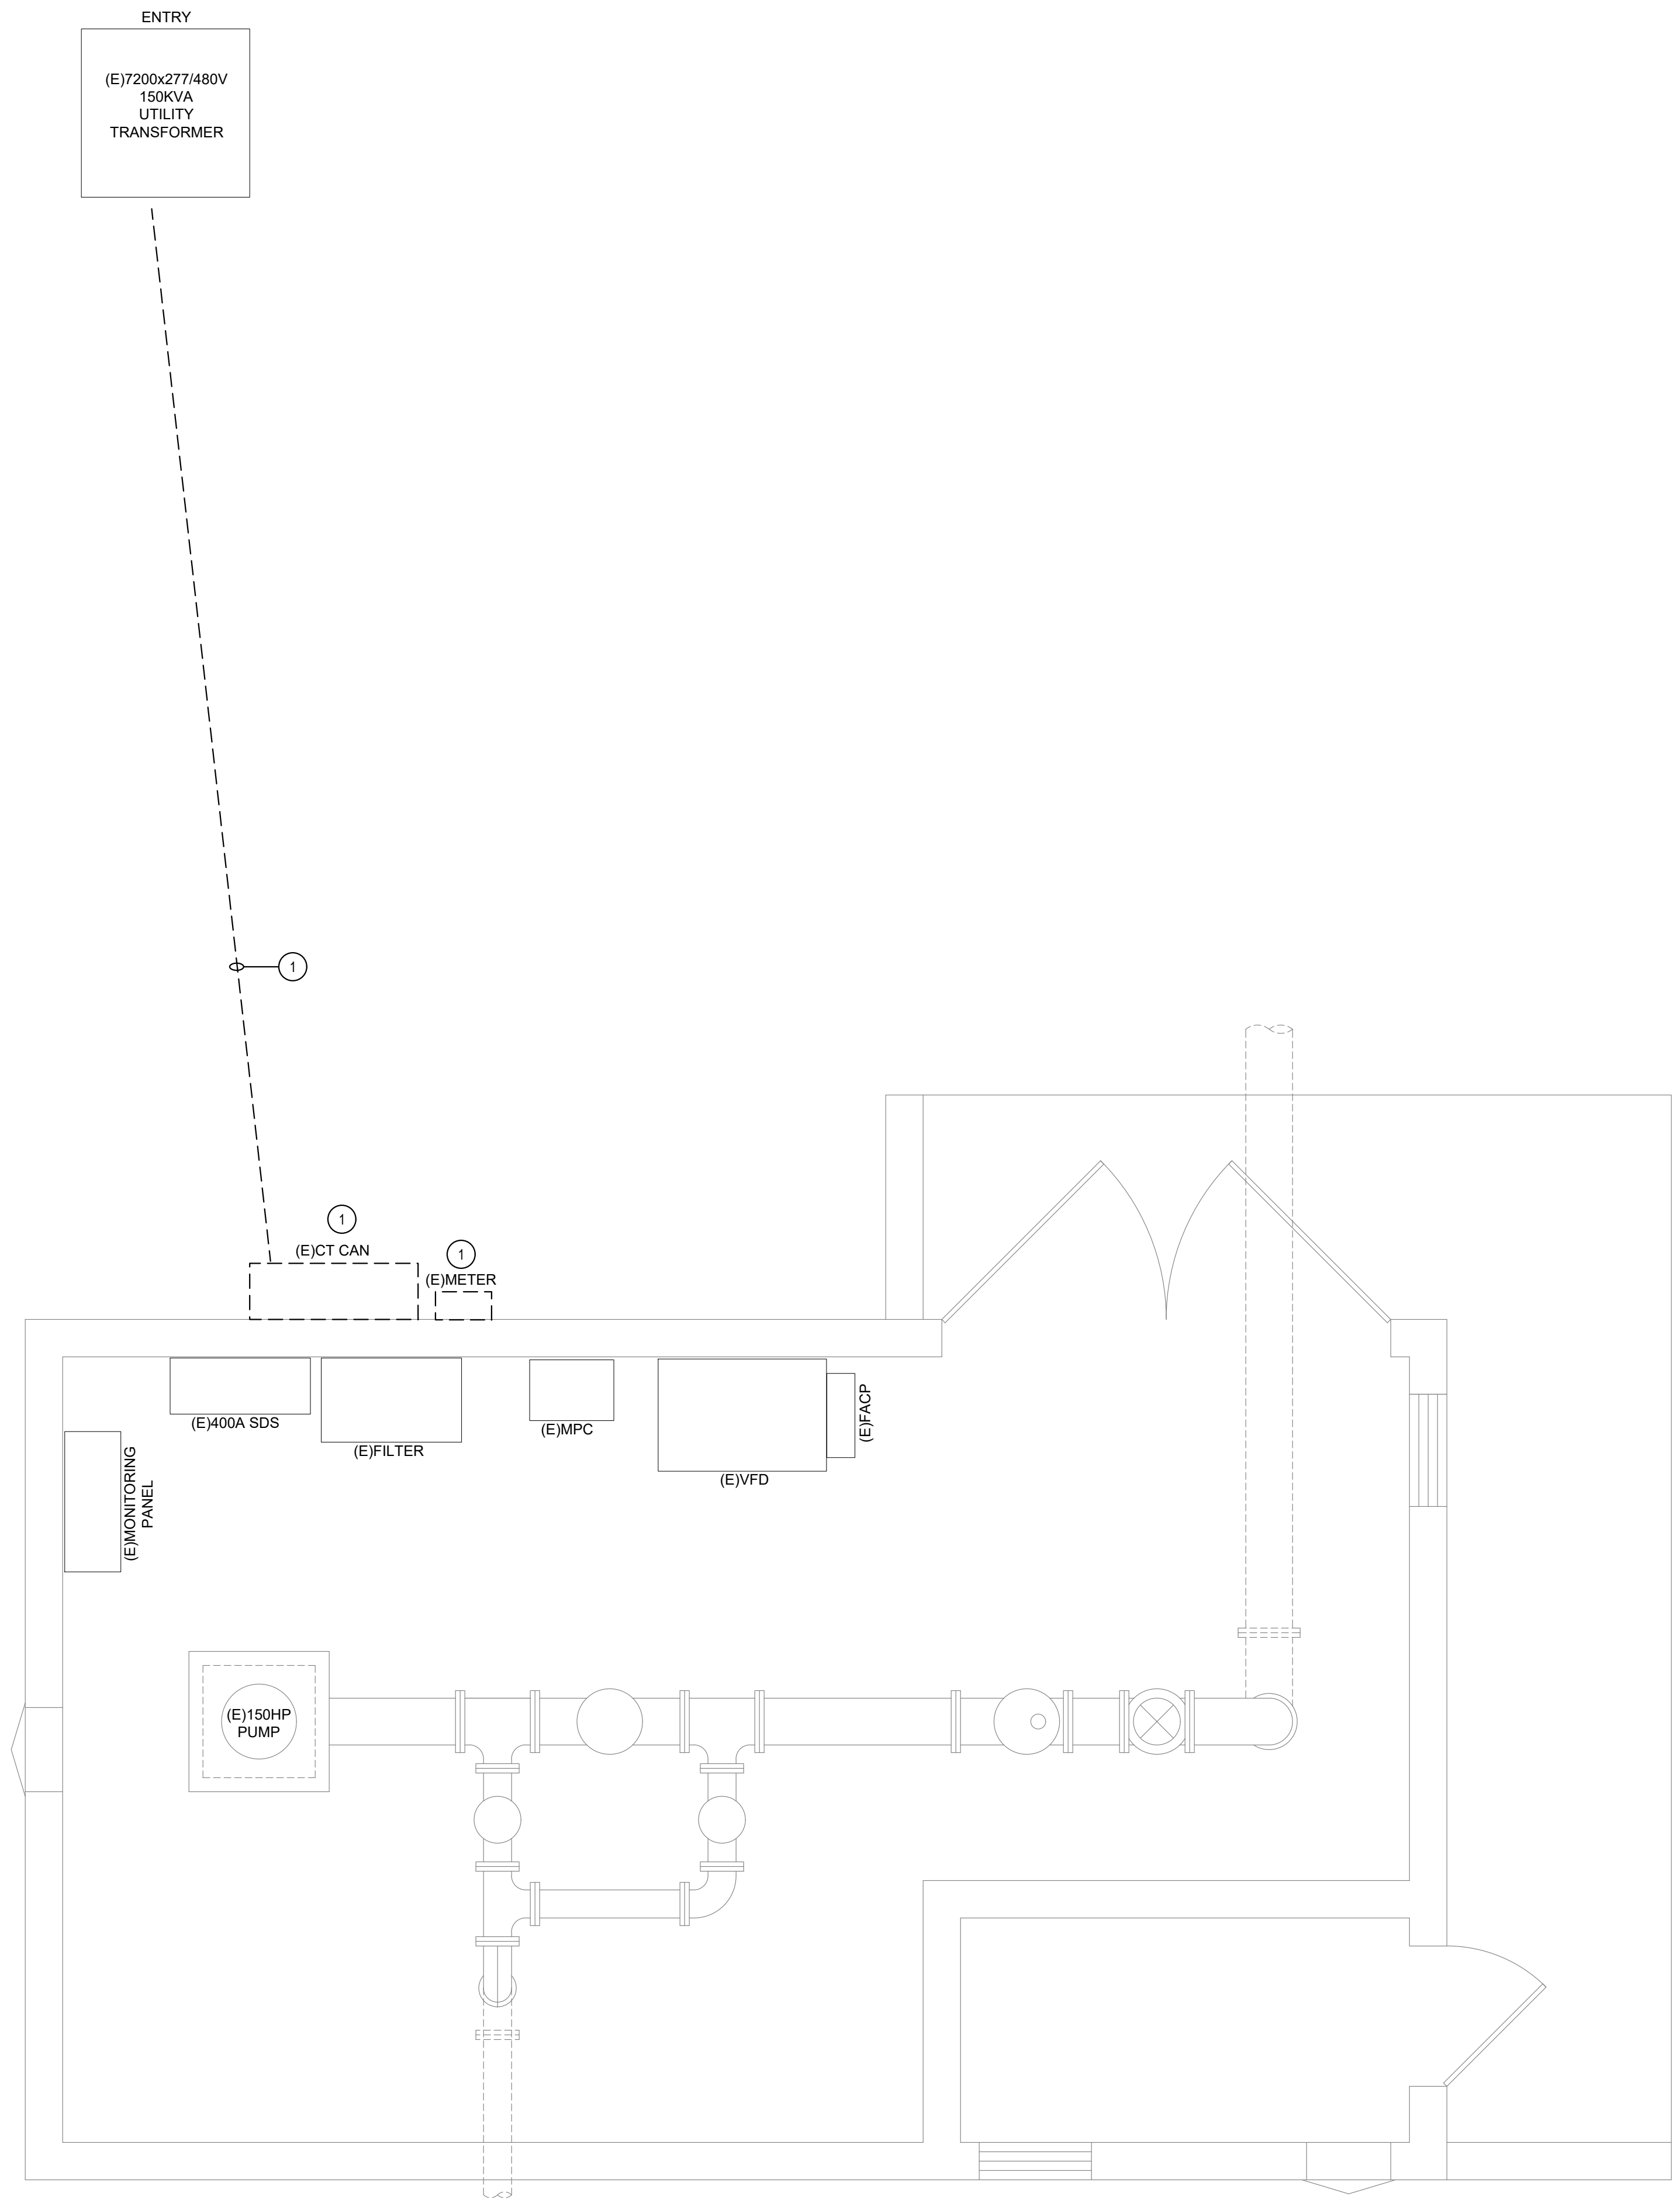 ENTRY
(E)7200x277/480V
150KVA
UTILITY
TRANSFORMER
1
1
(E)CT CAN
1
(E)METER
(E)400A SDS
(E)FILTER
(E)MPC
(E)VFD
(E)FACP
(E)MONITORING
PANEL
(E)150HP
PUMP